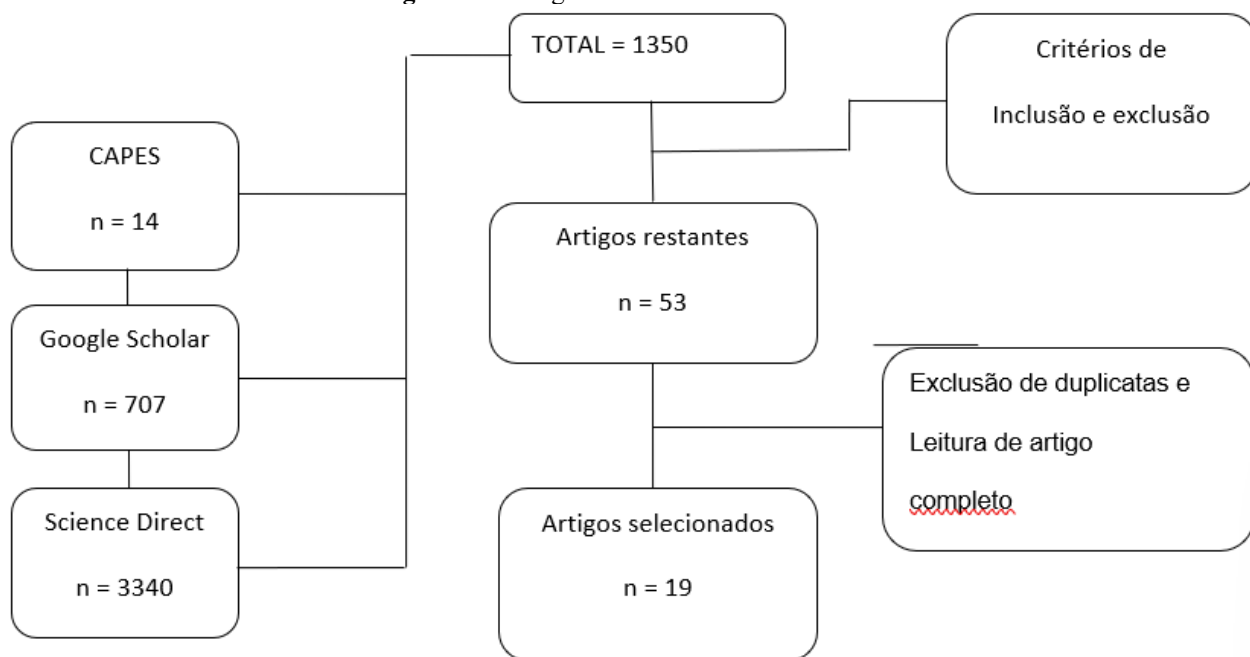 TOTAL = 1350
Critérios de
Inclusão e exclusão
CAPES
n = 14
Artigos restantes
n = 53
Google Scholar
n = 707
Exclusão de duplicatas e
Leitura de artigo
completo
Science Direct
n = 3340
Artigos selecionados
n = 19